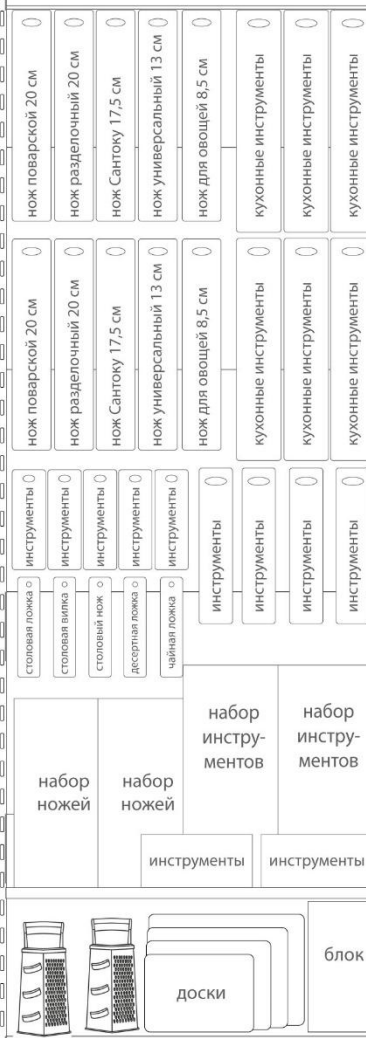 нож поварской 20 см
нож разделочный 20 см
нож Сантоку 17,5 см
нож универсальный 13 см
нож для овощей 8,5 см
кухонные инструменты
кухонные инструменты
кухонные инструменты
нож поварской 20 см
нож разделочный 20 см
нож Сантоку 17,5 см
нож универсальный 13 см
нож для овощей 8,5 см
кухонные инструменты
кухонные инструменты
кухонные инструменты
инструменты
инструменты
инструменты
инструменты
инструменты
инструменты
инструменты
инструменты
инструменты
столовая ложка
столовая вилка
столовый нож
десертная ложка
чайная ложка
набор
ножей
набор
ножей
набор
инстру-
ментов
набор
инстру-
ментов
инструменты
инструменты
доски
блок